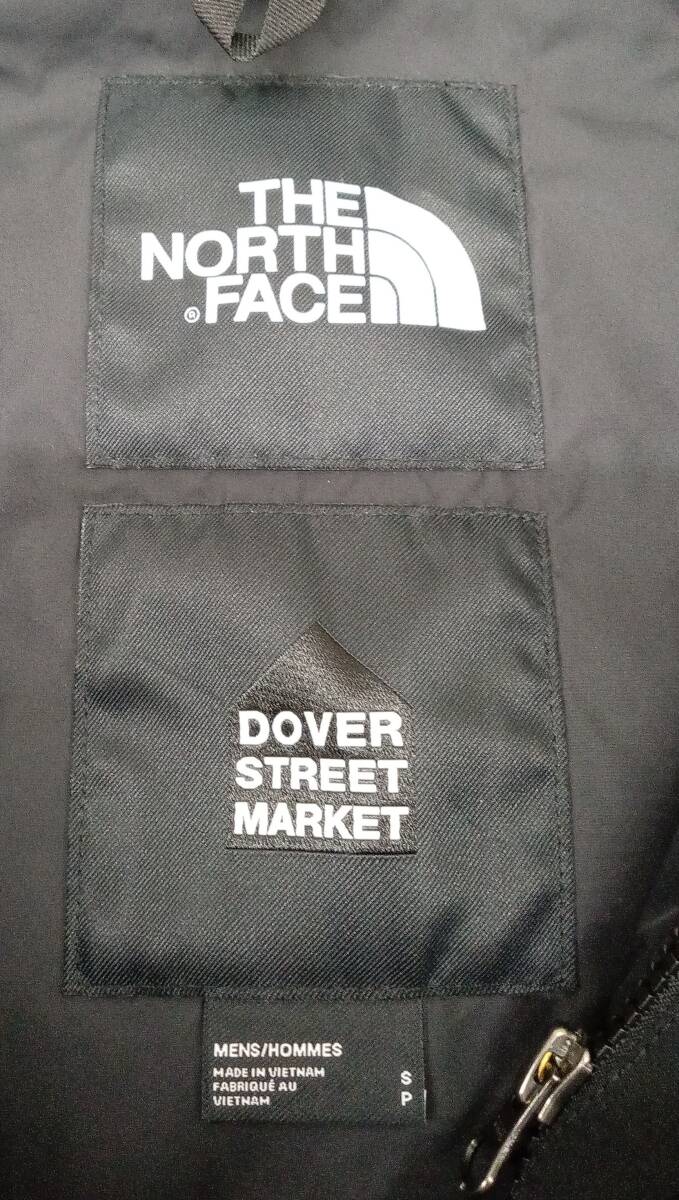 THE
NORTH
® FACE
DOVER
STREET
MARKET
MENS/HOMMES
MADE IN VIETNAM
FABRIQUÉ AU
VIETNAM
S
P